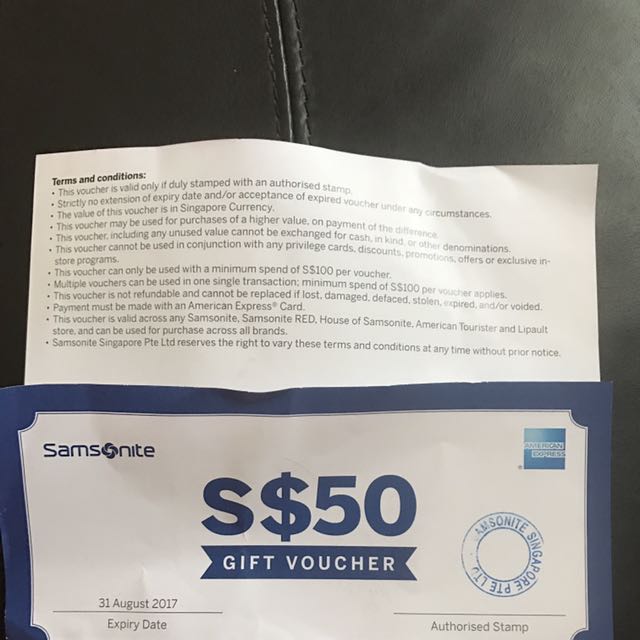 Terms and conditions:
• This voucher is valid only if duly stamped with an authorised stamp.
• Strictly no extension of expiry date and/or acceptance of expired voucher under any circumstances.
• The value of this voucher is in Singapore Currency.
• This voucher may be used for purchases of a higher value, on payment of the difference.
• This voucher, including any unused value cannot be exchanged for cash, in kind, or other denominations.
• This voucher cannot be used in conjunction with any privilege cards, discounts, promotions, offers or exclusive in-
store programs.
• This voucher can only be used with a minimum spend of S$100 per voucher.
• Multiple vouchers can be used in one single transaction; minimum spend of S$100 per voucher applies.
• This voucher is not refundable and cannot be replaced if lost, damaged, defaced, stolen, expired, and/or voided.
• Payment must be made with an American Express® Card.
• This voucher is valid across any Samsonite, Samsonite RED, House of Samsonite, American Tourister and Lipault
store, and can be used for purchase across all brands.
• Samsonite Singapore Pte Ltd reserves the right to vary these terms and conditions at any time without prior notice.
Samsonite
AMERICAN
EXPRESS
®
S$50
GIFT VOUCHER
AMSONITE SINGAPORE PTE LTD
31 August 2017
Expiry Date
Authorised Stamp